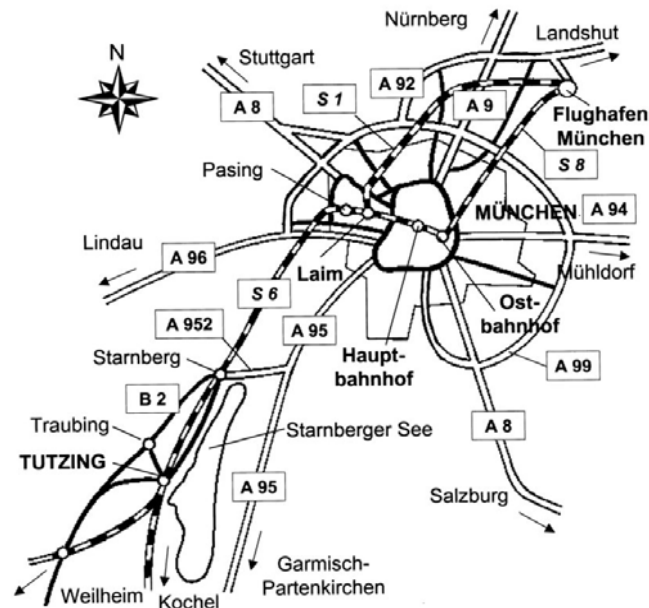 Nürnberg
Landshut
N
Stuttgart
A 92
S 1
A 9
A 8
Flughafen
München
S 8
Pasing
MÜNCHEN
A 94
Lindau
A 96
Laim
Mühldorf
S 6
Ost-
bahnhof
A 952
A 95
Haupt-
bahnhof
A 99
Starnberg
B 2
Traubing
Starnberger See
A 8
TUTZING
A 95
Salzburg
Garmisch-
Partenkirchen
Weilheim
Kochel